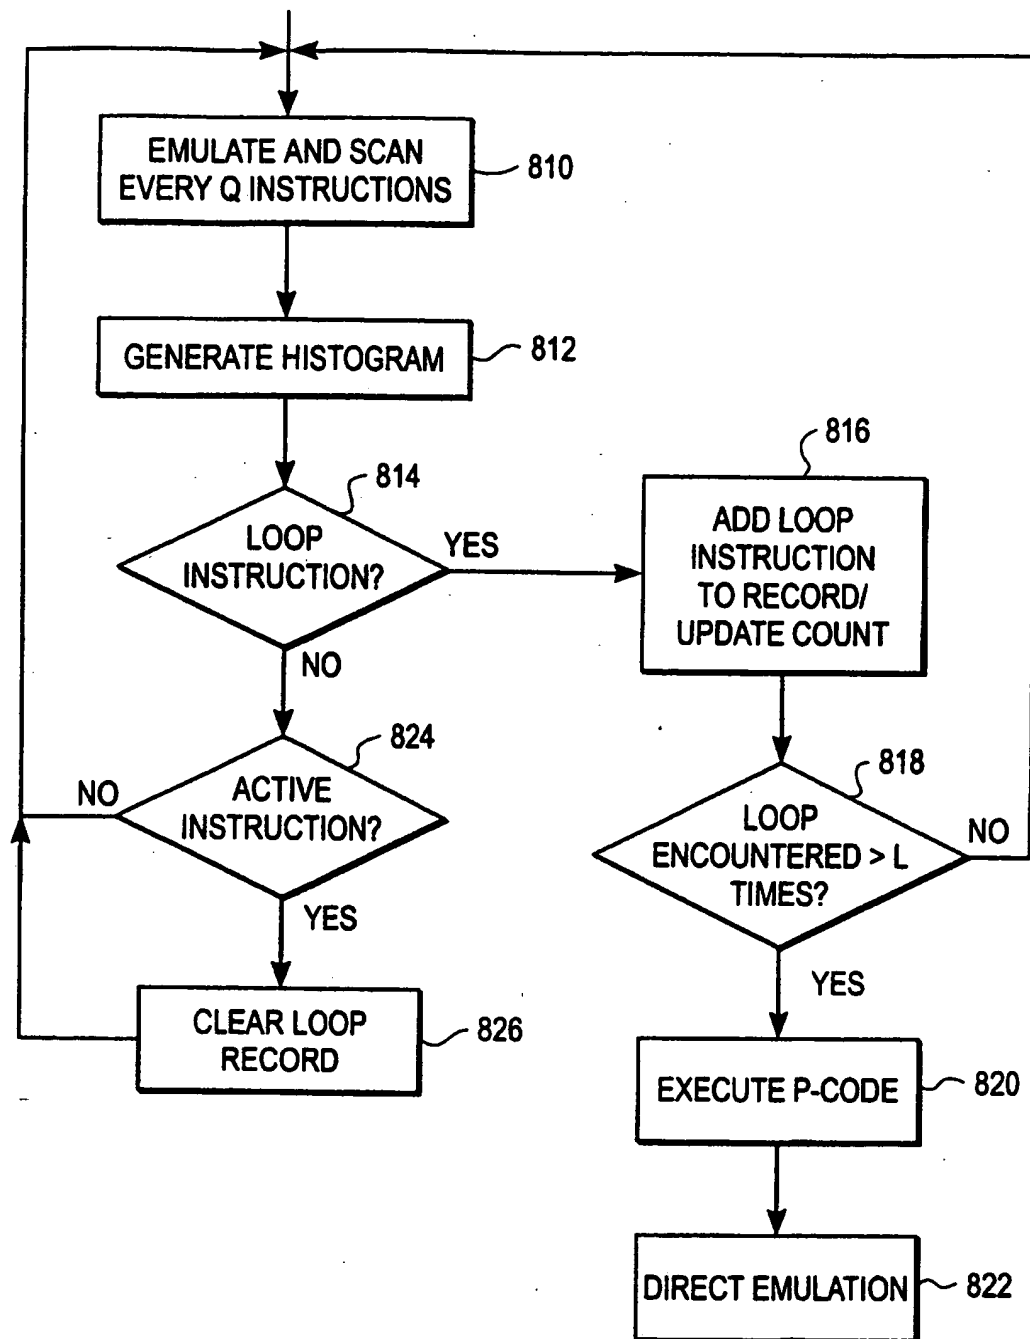 EMULATE AND SCAN
EVERY Q INSTRUCTIONS
810
GENERATE HISTOGRAM
812
814
LOOP
INSTRUCTION?
YES
NO
816
ADD LOOP
INSTRUCTION
TO RECORD/
UPDATE COUNT
824
ACTIVE
INSTRUCTION?
NO
YES
818
LOOP
ENCOUNTERED > L
TIMES?
NO
YES
CLEAR LOOP
RECORD
826
EXECUTE P-CODE
820
DIRECT EMULATION
822